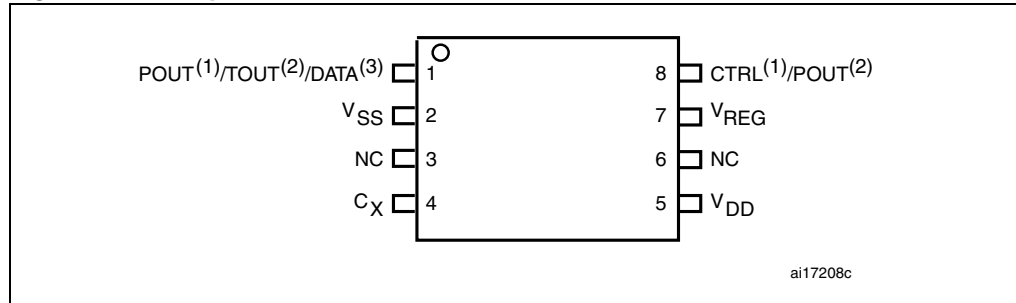 POUT(1)/TOUT(2)/DATA(3) 1 8 CTRL(1)/POUT(2)
VSS 2 7 VREG
NC 3 6 NC
CX 4 5 VDD
ai17208c